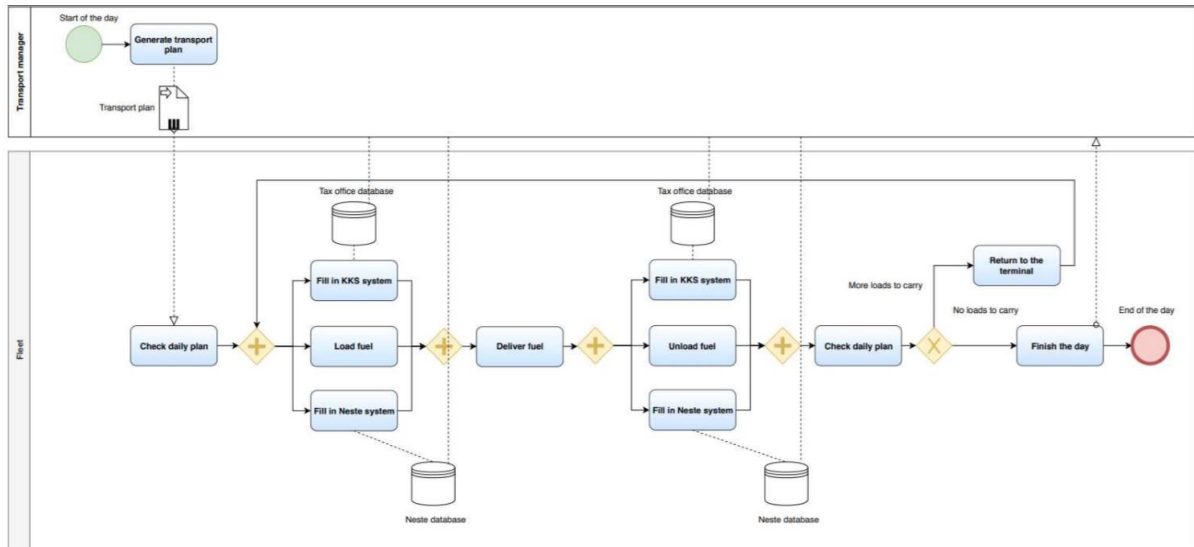 Start of the day
Generate transport
plan
Transport manager
Transport plan
Tax office database
Tax office database
Fill in KKS system
Fill in KKS system
Return to the
terminal
More loads to carry
No loads to carry
End of the day
Fleet
Check daily plan
Load fuel
Deliver fuel
Unload fuel
Check daily plan
Finish the day
Fill in Neste system
Fill in Neste system
Neste database
Neste database